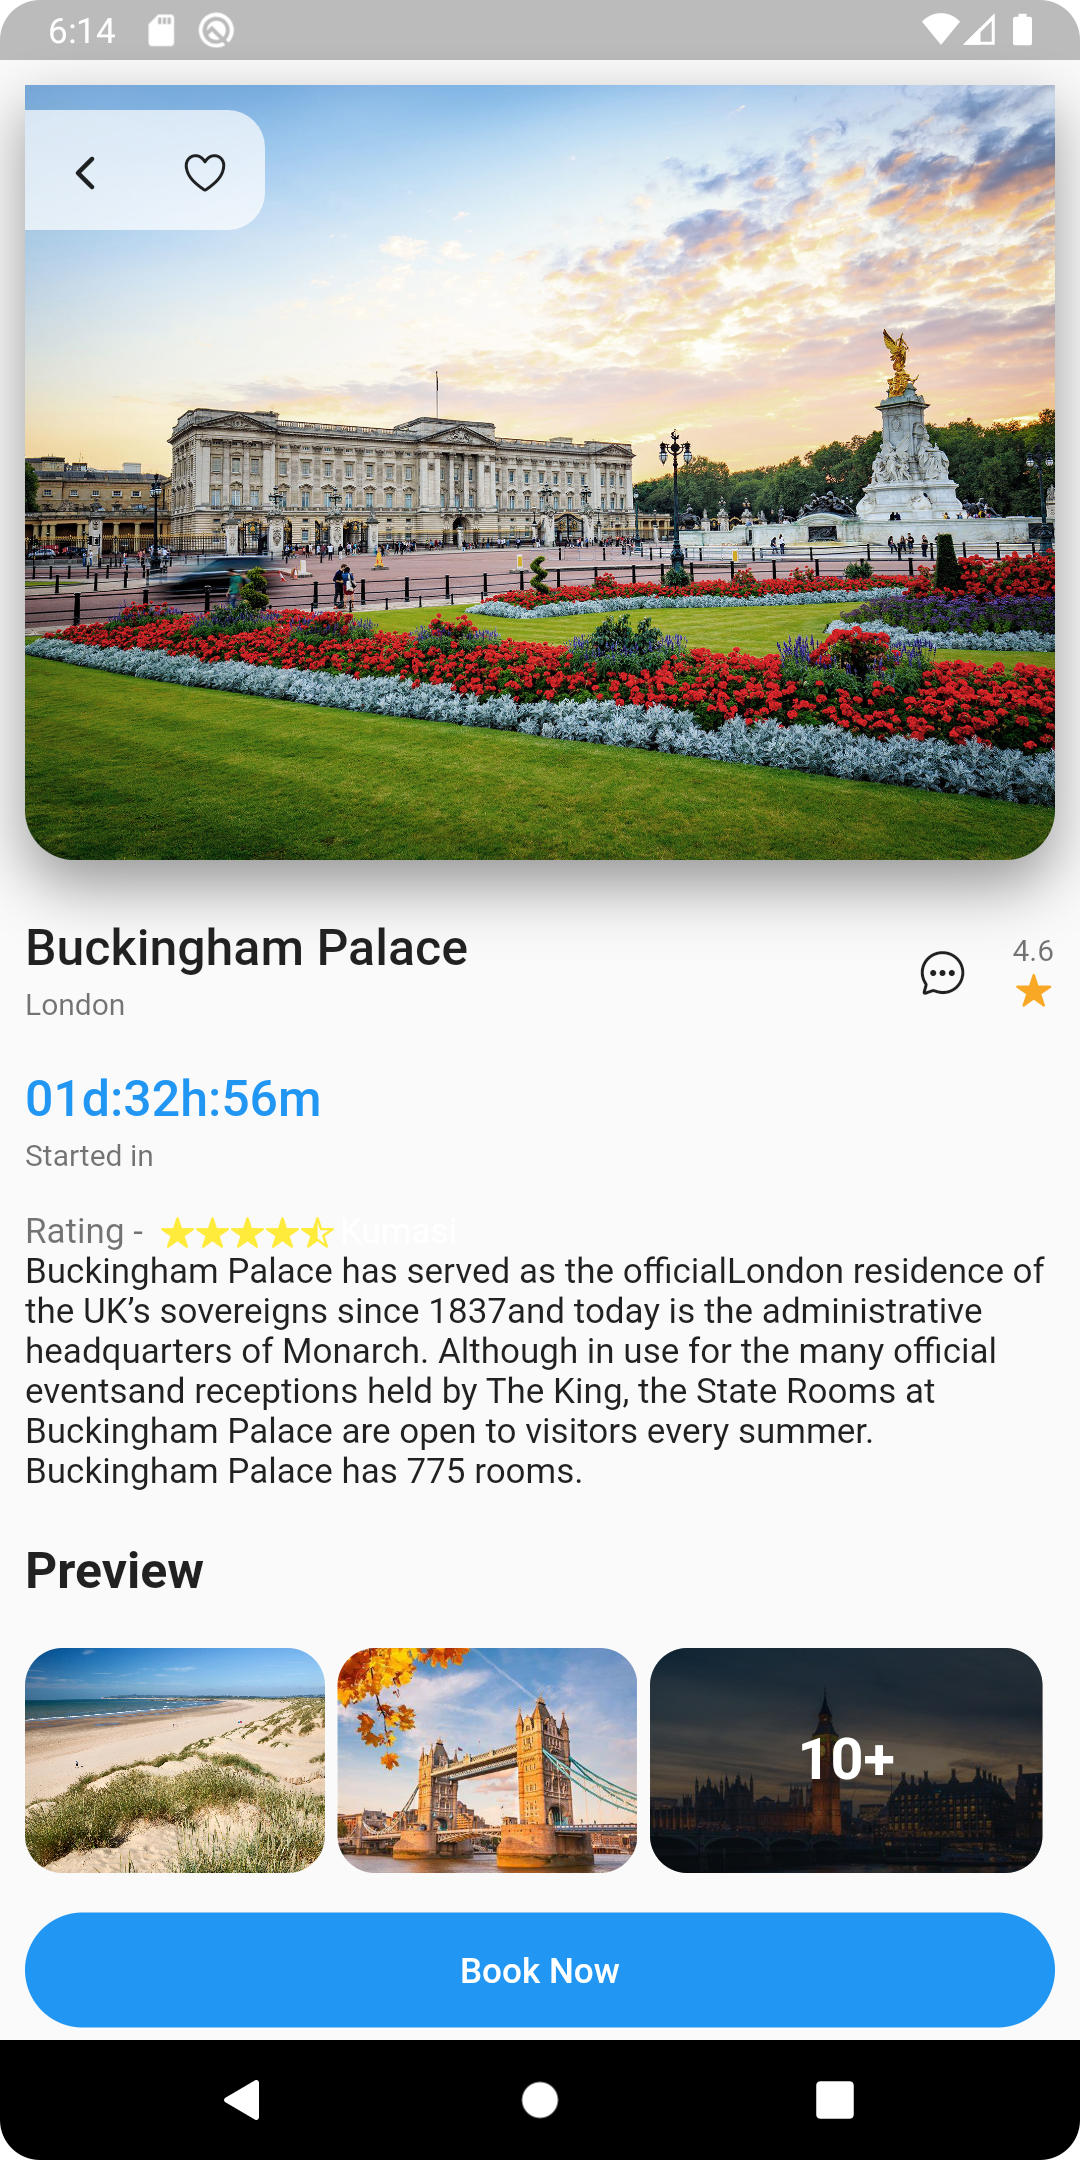 6:14
Buckingham Palace
4.6
London
01d:32h:56m
Started in
Rating - Kumasi
Buckingham Palace has served as the officialLondon residence of
the UK’s sovereigns since 1837and today is the administrative
headquarters of Monarch. Although in use for the many official
eventsand receptions held by The King, the State Rooms at
Buckingham Palace are open to visitors every summer.
Buckingham Palace has 775 rooms.
Preview
10+
Book Now